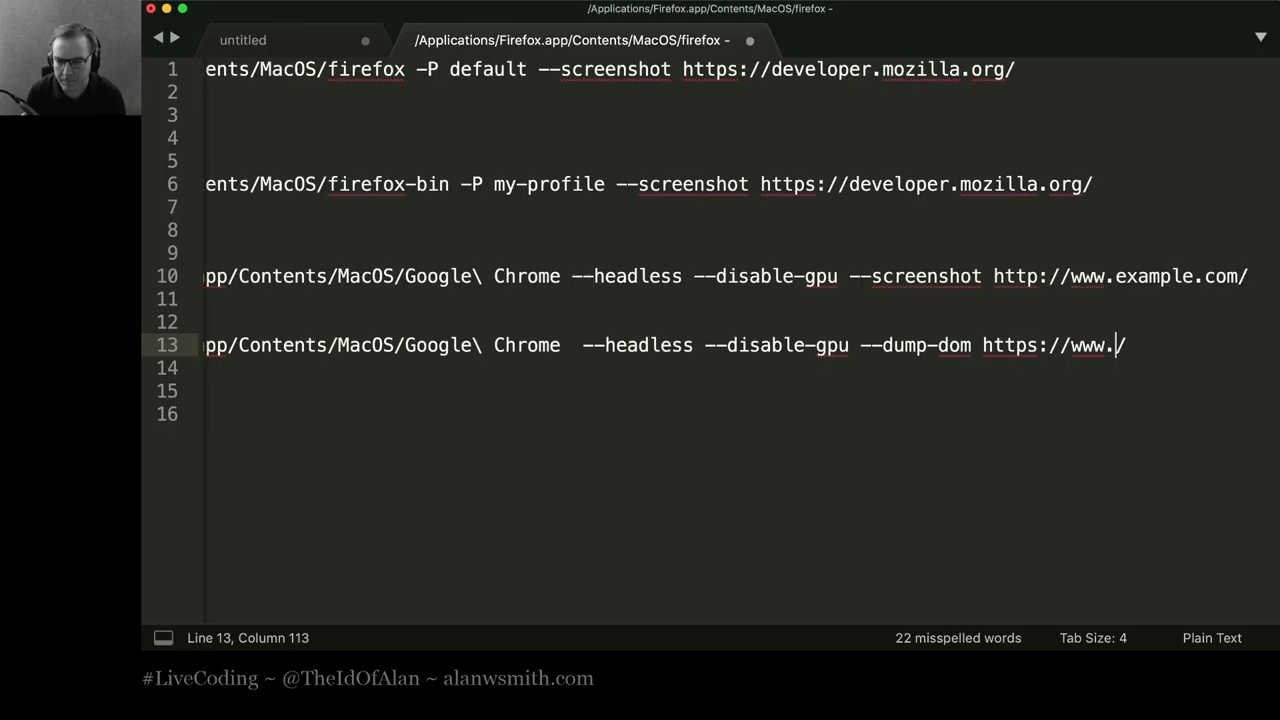 /Applications/Firefox.app/Contents/MacOS/firefox -
untitled
/Applications/Firefox.app/Contents/MacOS/firefox -
1 ents/MacOS/firefox -P default --screenshot https://developer.mozilla.org/
2
3
4
5
6 ents/MacOS/firefox-bin -P my-profile --screenshot https://developer.mozilla.org/
7
8
9
10 app/Contents/MacOS/Google\ Chrome --headless --disable-gpu --screenshot http://www.example.com/
11
12
13 app/Contents/MacOS/Google\ Chrome  --headless --disable-gpu --dump-dom https://www./
14
15
16
Line 13, Column 113
22 misspelled words
Tab Size: 4
Plain Text
#LiveCoding ~ @TheIdOfAlan ~ alanwsmith.com